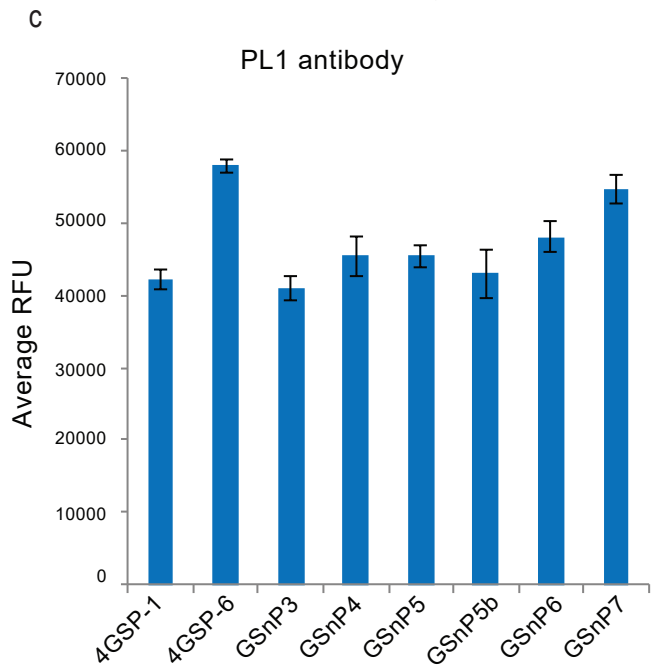 C
PL1 antibody
70000
60000
50000
40000
30000
20000
10000
0
Average RFU
4GSP-1
4GSP-6
GSnP3
GSnP4
GSnP5
GSnP5b
GSnP6
GSnP7